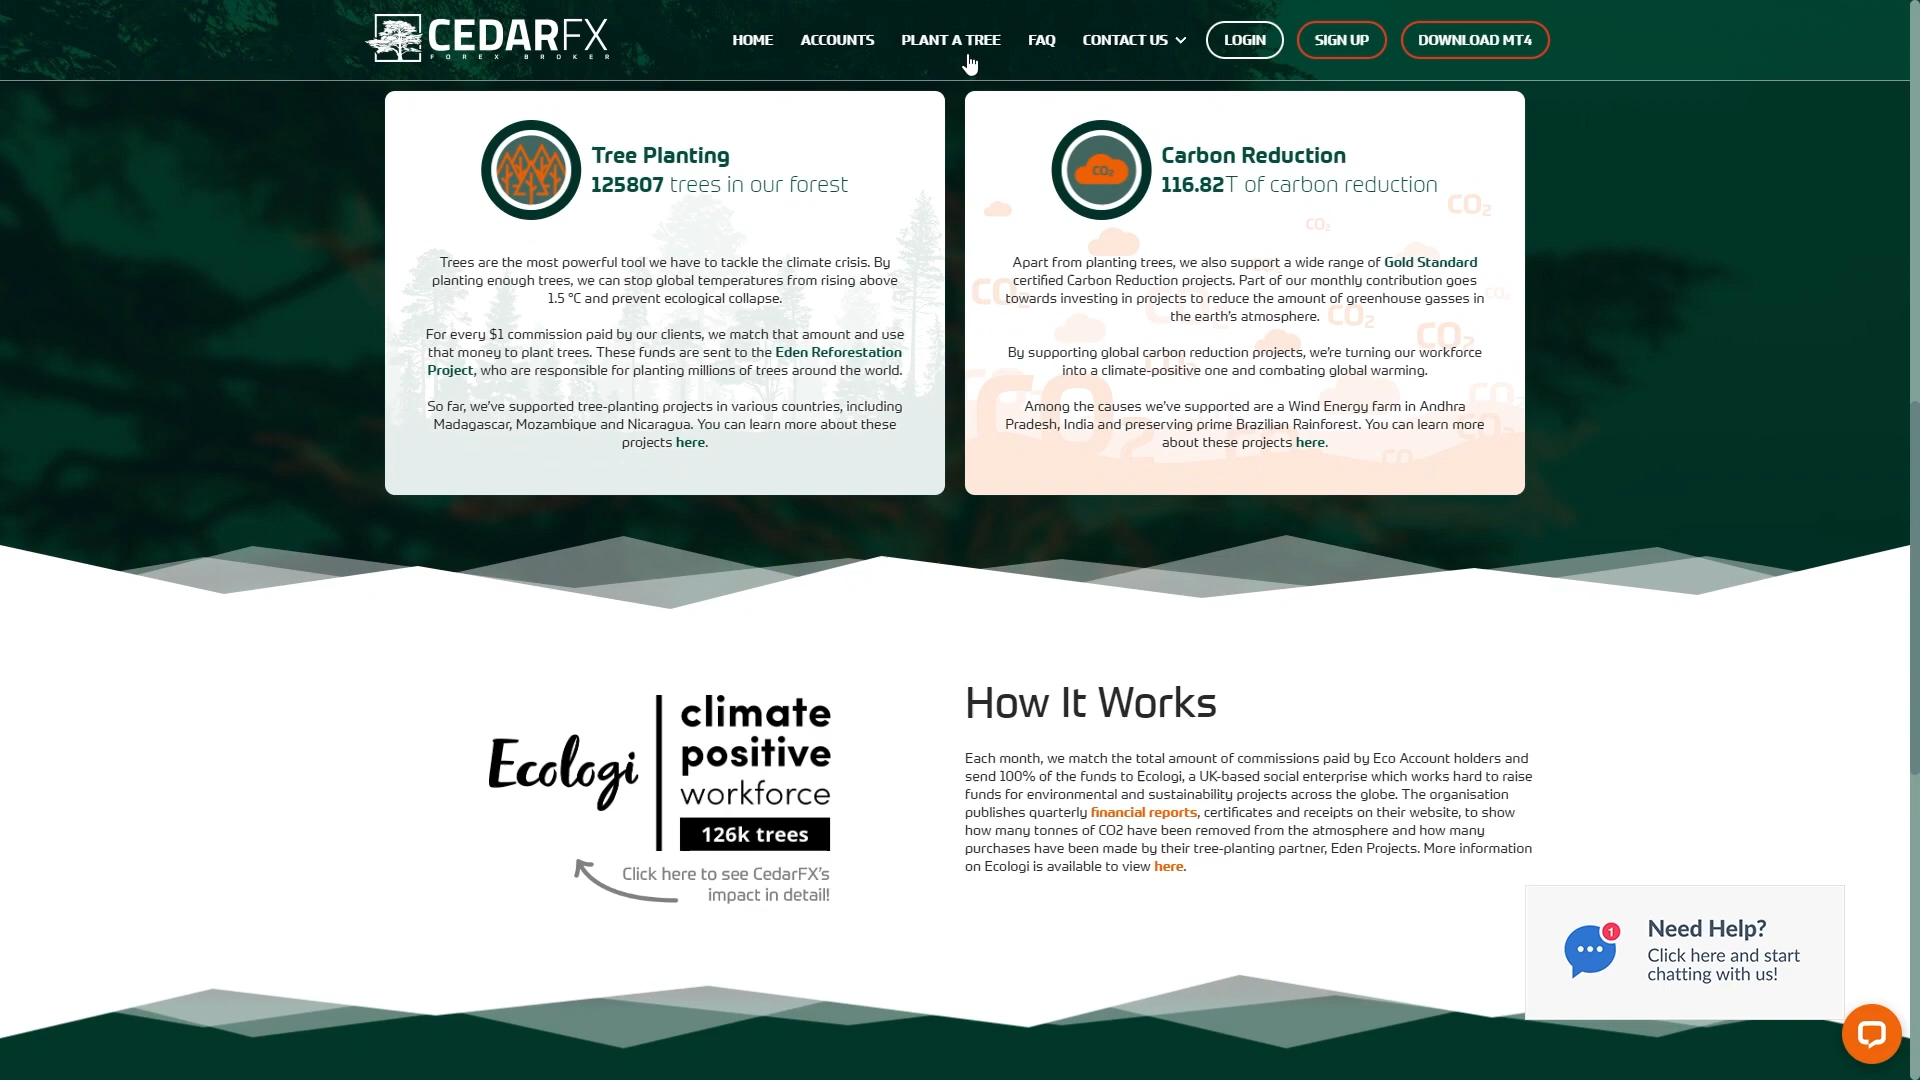 CEDARFX
FOREX BROKER
HOME
ACCOUNTS
PLANT A TREE
FAQ
CONTACT US
LOGIN
SIGN UP
DOWNLOAD MT4
Tree Planting
125807 trees in our forest
Trees are the most powerful tool we have to tackle the climate crisis. By
planting enough trees, we can stop global temperatures from rising above
1.5 °C and prevent ecological collapse.
For every $1 commission paid by our clients, we match that amount and use
that money to plant trees. These funds are sent to the Eden Reforestation
Project, who are responsible for planting millions of trees around the world.
So far, we've supported tree-planting projects in various countries, including
Madagascar, Mozambique and Nicaragua. You can learn more about these
projects here.
CO₂
Carbon Reduction
116.82T of carbon reduction
Apart from planting trees, we also support a wide range of Gold Standard
certified Carbon Reduction projects. Part of our monthly contribution goes
towards investing in projects to reduce the amount of greenhouse gasses in
the earth's atmosphere.
By supporting global carbon reduction projects, we're turning our workforce
into a climate-positive one and combating global warming.
Among the causes we've supported are a Wind Energy farm in Andhra
Pradesh, India and preserving prime Brazilian Rainforest. You can learn more
about these projects here.
CO₂
CO₂
CO₂
CO₂
CO₂
CO₂
Ecologi
climate
positive
workforce
126k trees
Click here to see CedarFX's
impact in detail!
How It Works
Each month, we match the total amount of commissions paid by Eco Account holders and
send 100% of the funds to Ecologi, a UK-based social enterprise which works hard to raise
funds for environmental and sustainability projects across the globe. The organisation
publishes quarterly financial reports, certificates and receipts on their website, to show
how many tonnes of CO2 have been removed from the atmosphere and how many
purchases have been made by their tree-planting partner, Eden Projects. More information
on Ecologi is available to view here.
1
Need Help?
Click here and start
chatting with us!